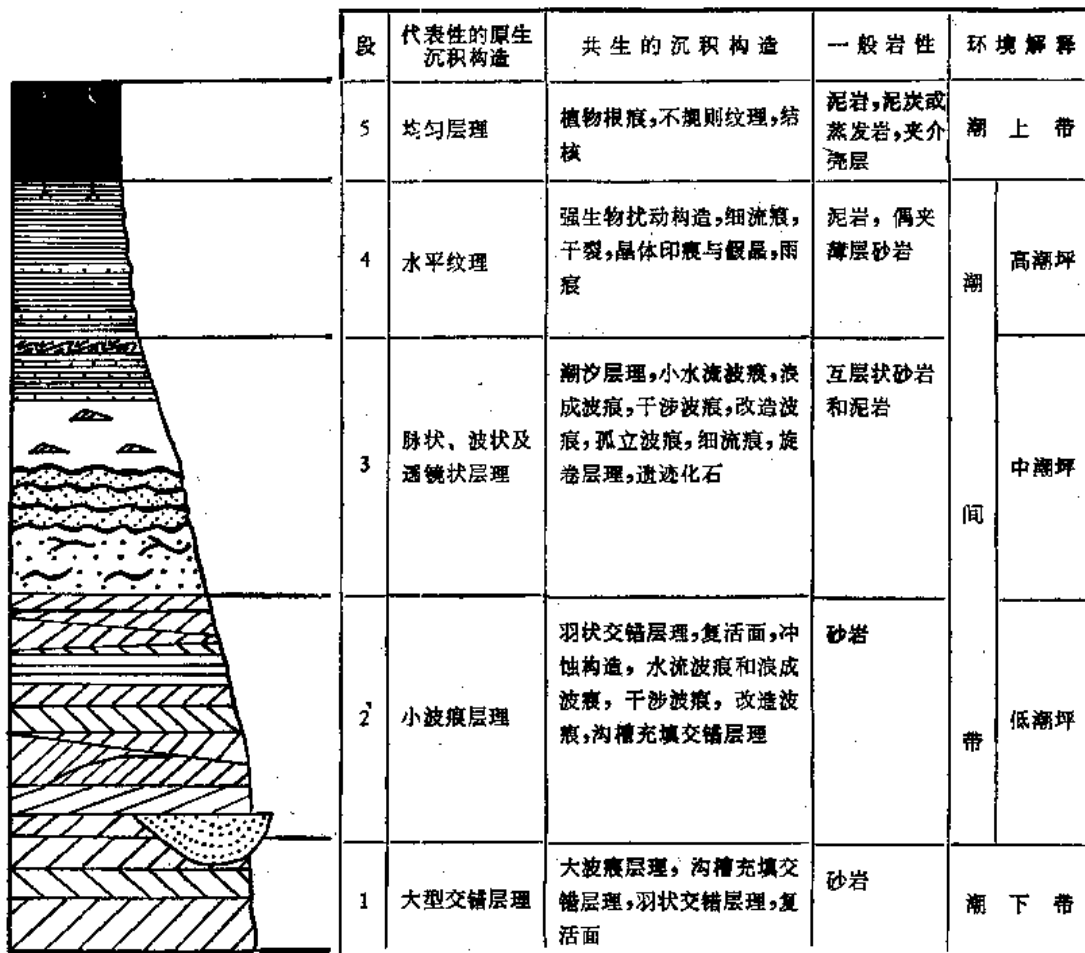 段
代表性的原生
沉积构造
共生的沉积构造
一般岩性
环境解释
5
均匀层理
植物根痕,不规则纹理,结
核
泥岩,泥炭或
蒸发岩,夹介
壳层
潮上带
4
水平纹理
强生物扰动构造,细流痕,
干裂,晶体印痕与假晶,雨
痕
泥岩,偶夹
薄层砂岩
高潮坪
3
脉状、波状及
透镜状层理
潮汐层理,小水流波痕,浪
成波痕,干涉波痕,改造波
痕,孤立波痕,细流痕,旋
卷层理,遗迹化石
互层状砂岩
和泥岩
中潮坪
2
小波痕层理
羽状交错层理,复活面,冲
蚀构造,水流波痕和浪成
波痕,干涉波痕,改造波
痕,沟槽充填交错层理
砂岩
低潮坪
潮间带
1
大型交错层理
大波痕层理,沟槽充填交
错层理,羽状交错层理,复
活面
砂岩
潮下带